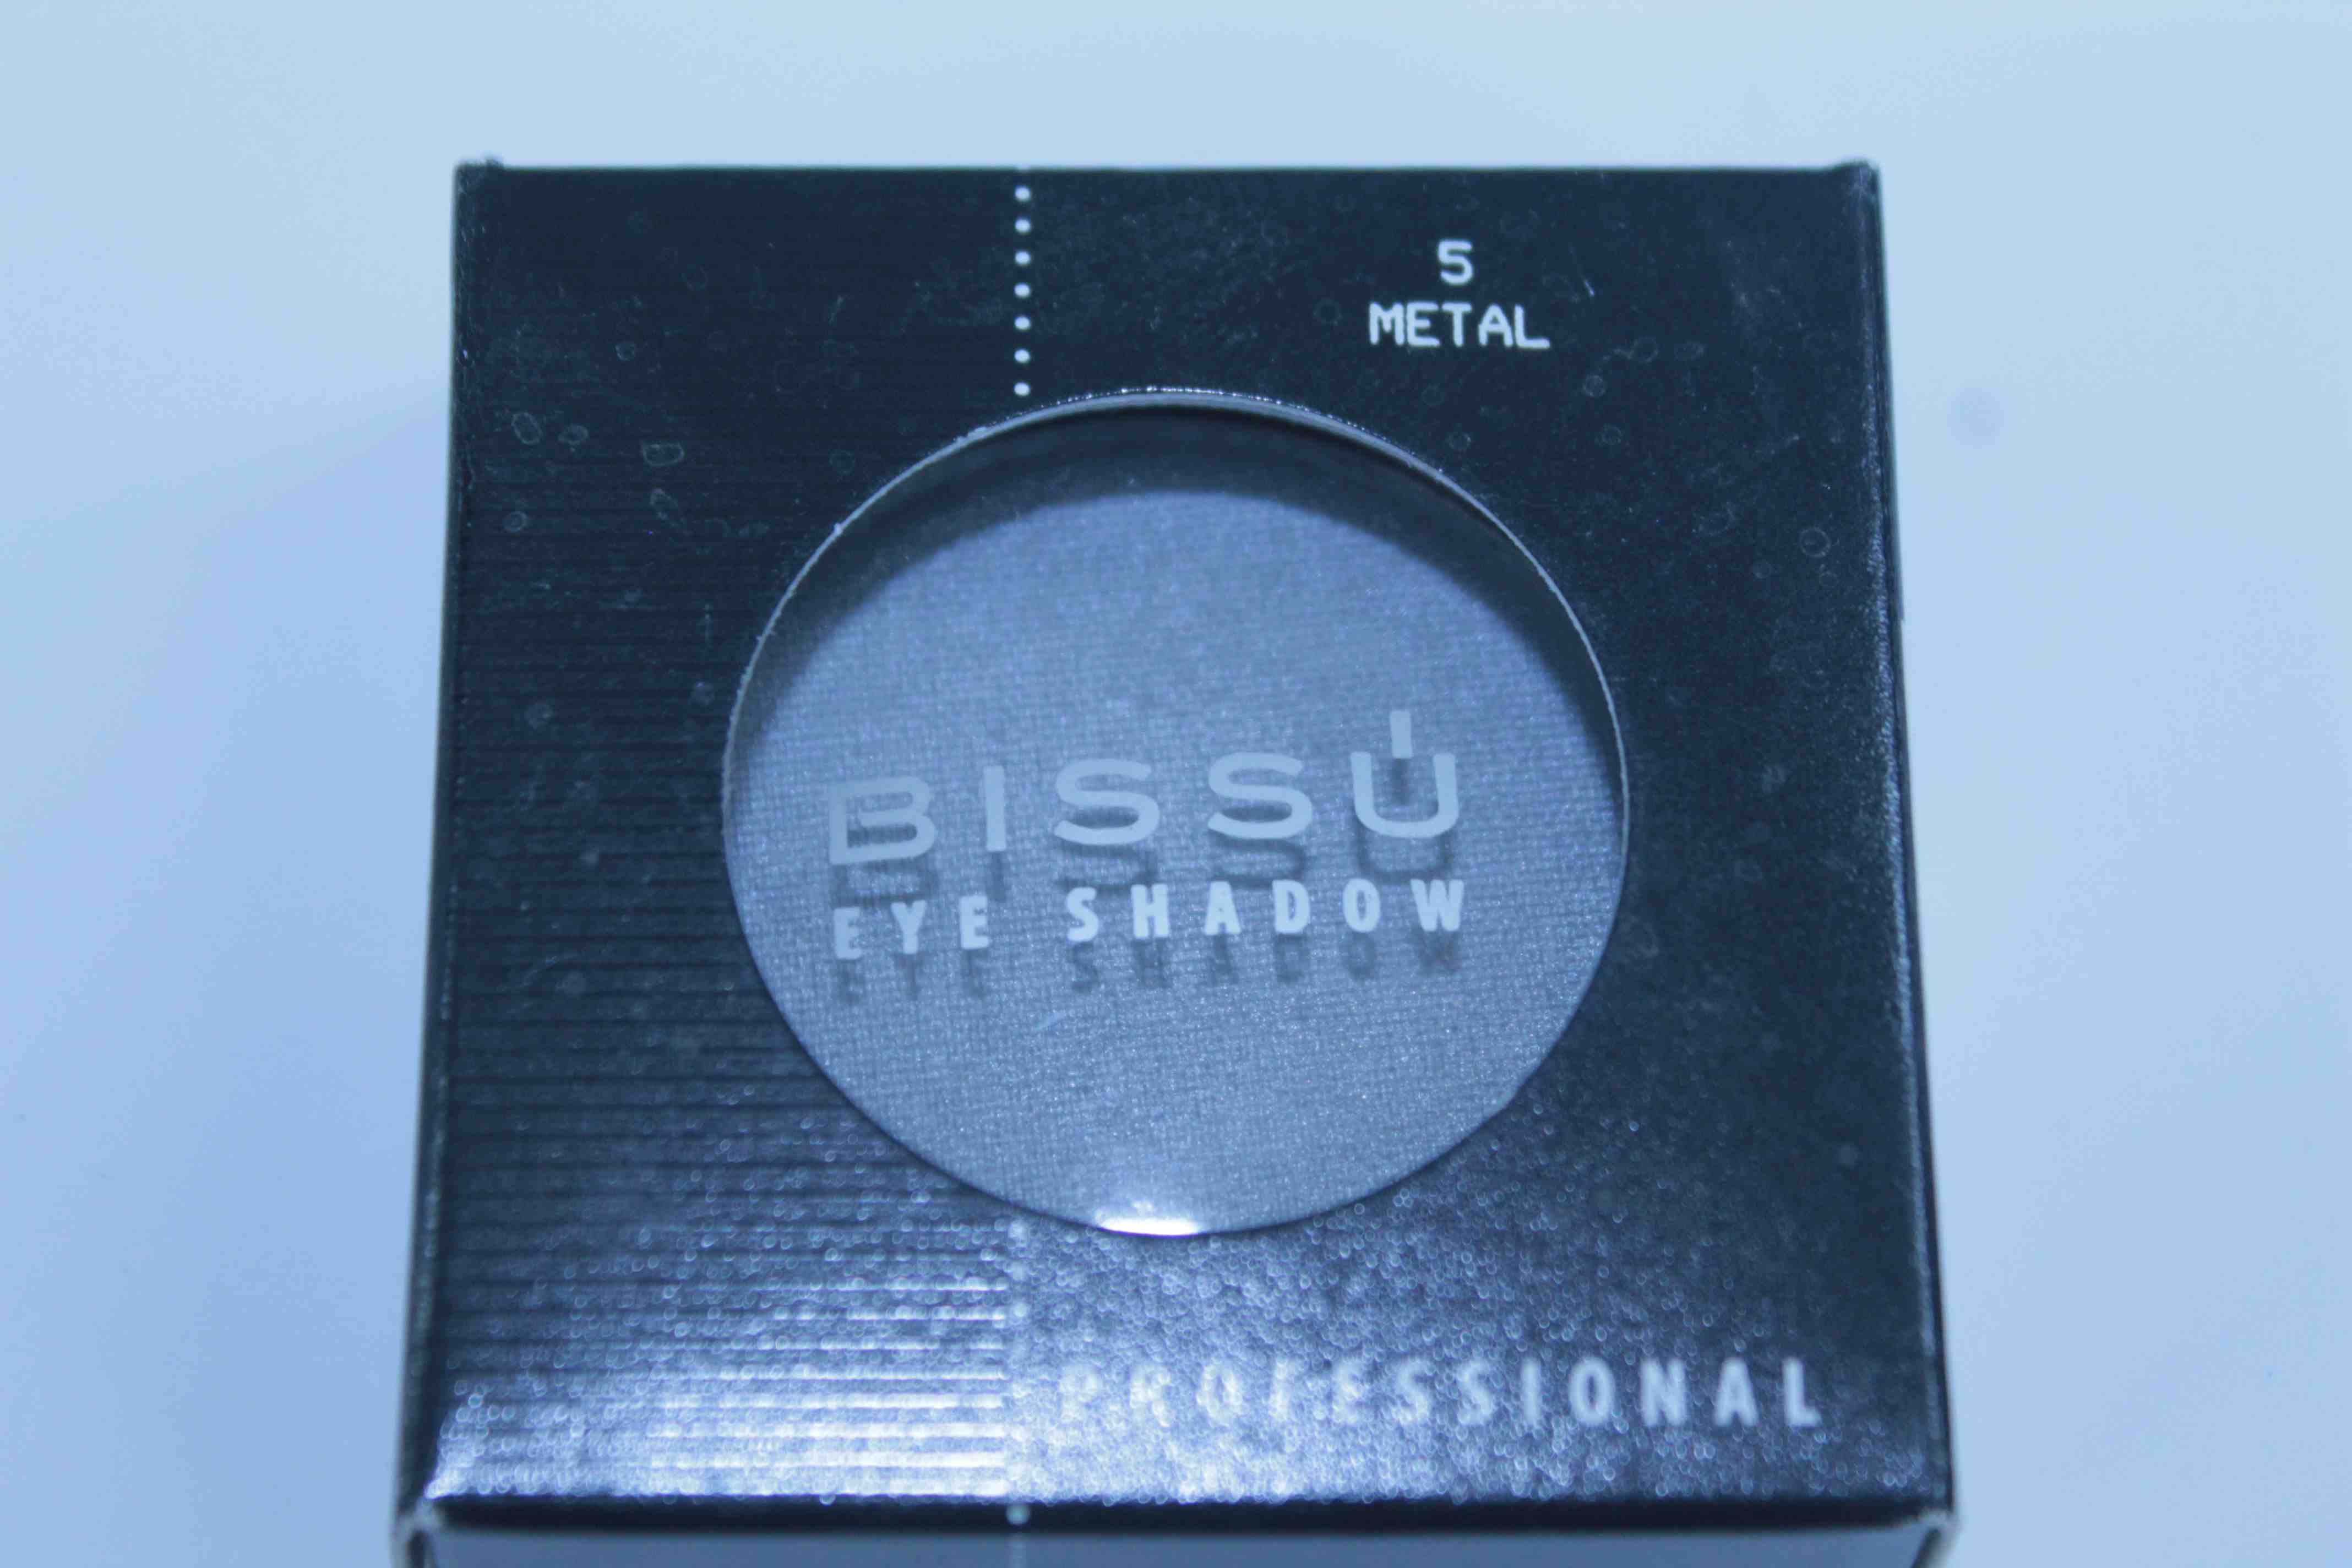 5
METAL
BISSÚ
EYE SHADOW
PROFESSIONAL